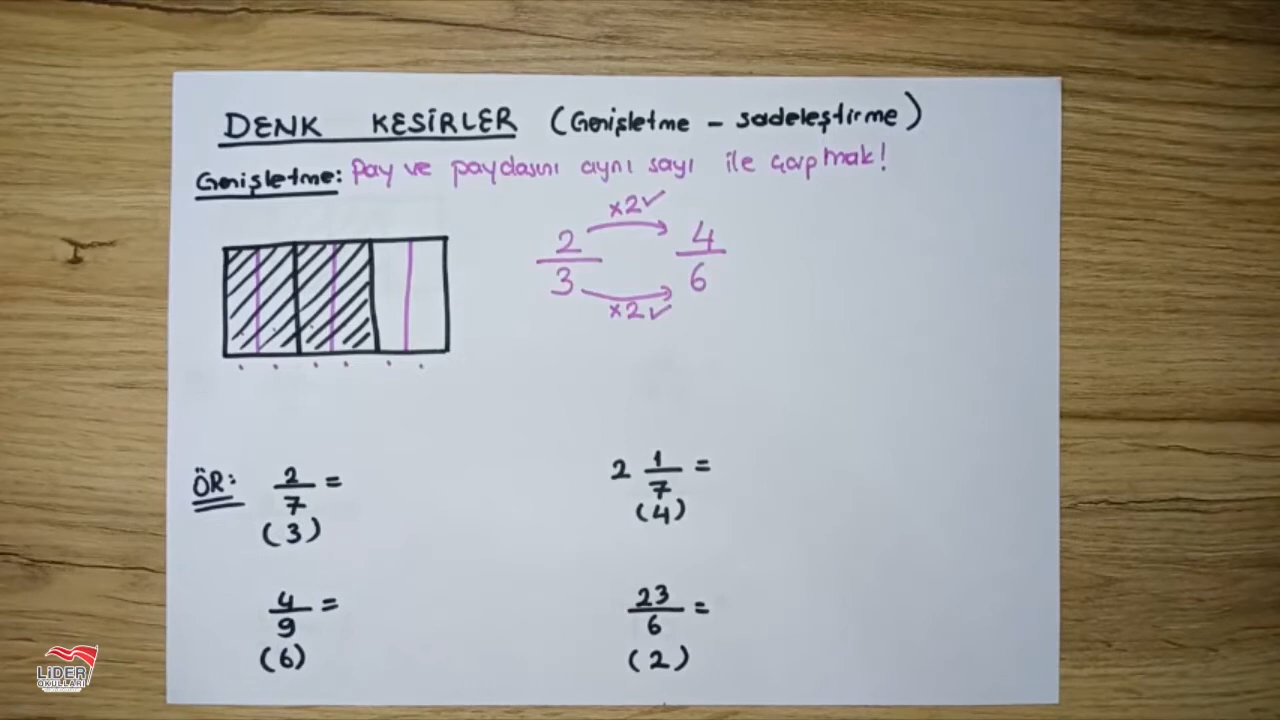 DENK KESİRLER (Genişletme - sadeleştirme)
Genişletme: Pay ve paydasını aynı sayı ile çarpmak!
×2✓
2/3 4/6
×2✓
ÖR: 2/7 =
(3)
2 1/7 =
(4)
4/9 =
(6)
23/6 =
(2)
LİDER
OKULLARI